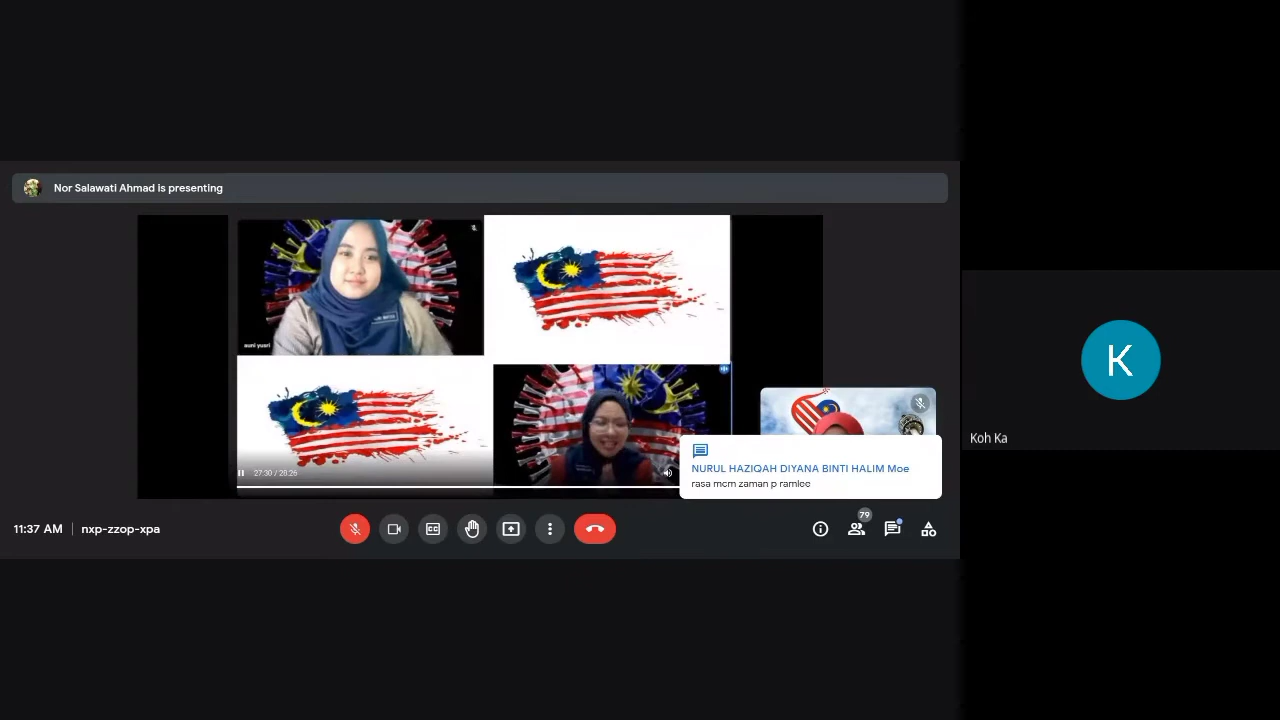 Nor Salawati Ahmad is presenting
auni yusri
27:30 / 28:26
NURUL HAZIQAH DIYANA BINTI HALIM Moe
rasa mcm zaman p ramlee
K
Koh Ka
11:37 AM | nxp-zzop-xpa
CC
79